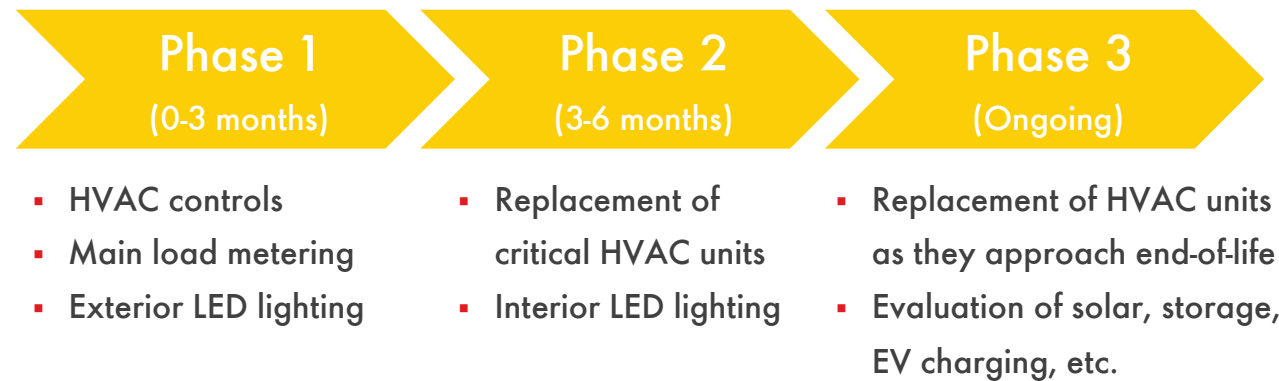 Phase 1
(0-3 months)
▪ HVAC controls
▪ Main load metering
▪ Exterior LED lighting
Phase 2
(3-6 months)
▪ Replacement of
critical HVAC units
▪ Interior LED lighting
Phase 3
(Ongoing)
▪ Replacement of HVAC units
as they approach end-of-life
▪ Evaluation of solar, storage,
EV charging, etc.